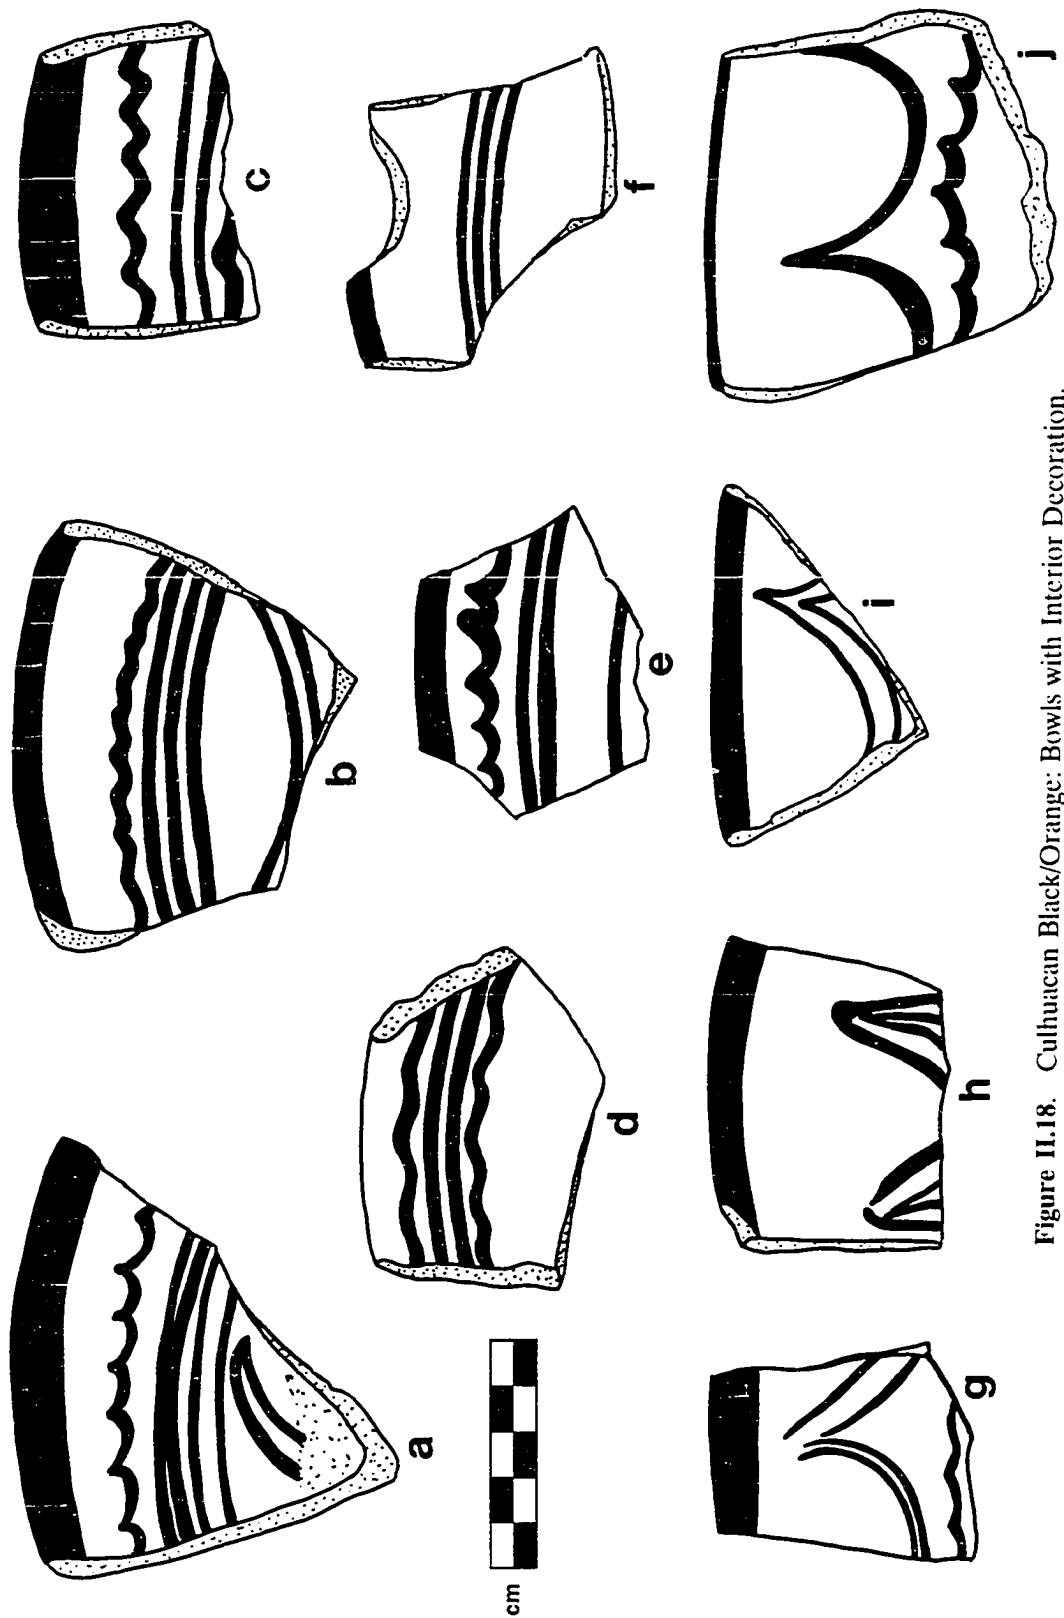 a
b
c
d
e
f
cm
g
h
i
j
Figure II.18. Culhuacan Black/Orange: Bowls with Interior Decoration.